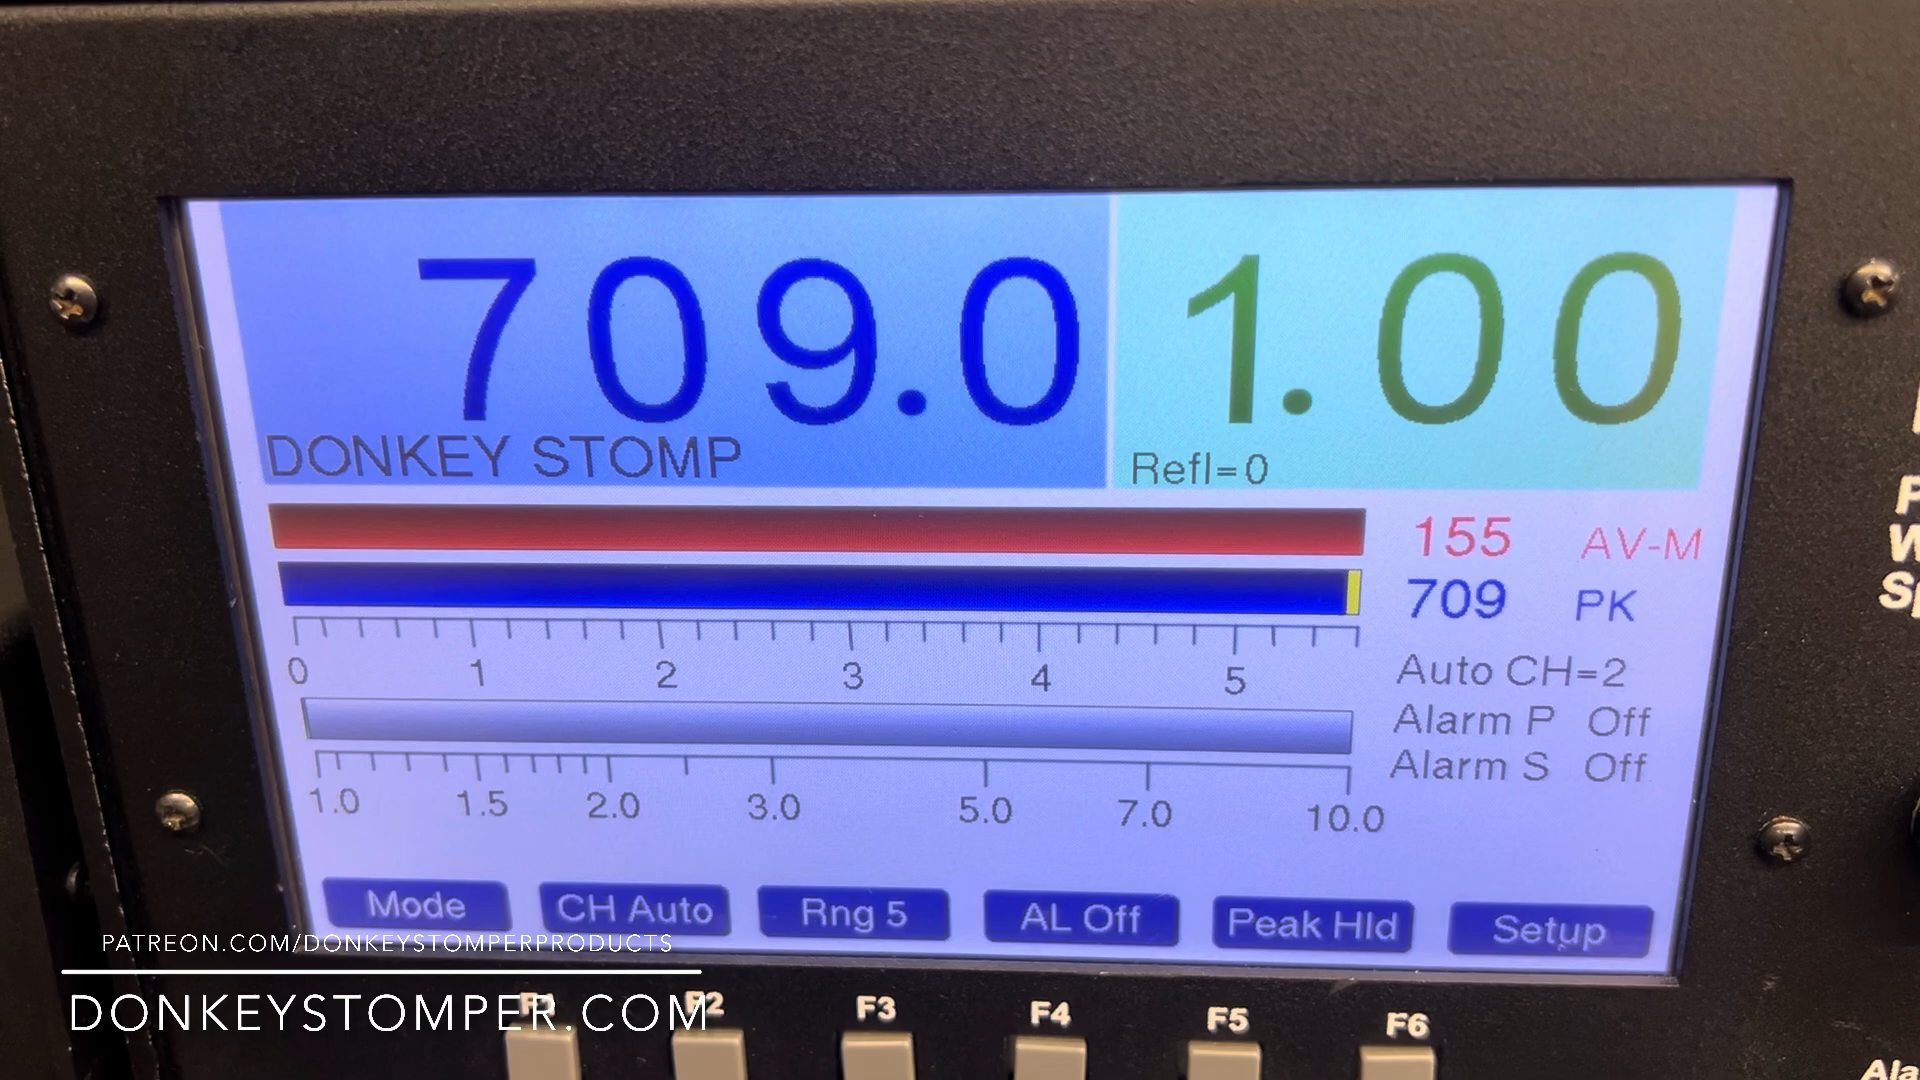 709.0
1.00
DONKEY STOMP
Refl=0
155 AV-M
709 PK
0 1 2 3 4 5
Auto CH=2
Alarm P Off
Alarm S Off
1.0 1.5 2.0 3.0 5.0 7.0 10.0
Mode CH Auto Rng 5 AL Off Peak Hld Setup
PATREON.COM/DONKEYSTOMPERPRODUCTS
DONKEYSTOMPER.COM
F1 F2 F3 F4 F5 F6